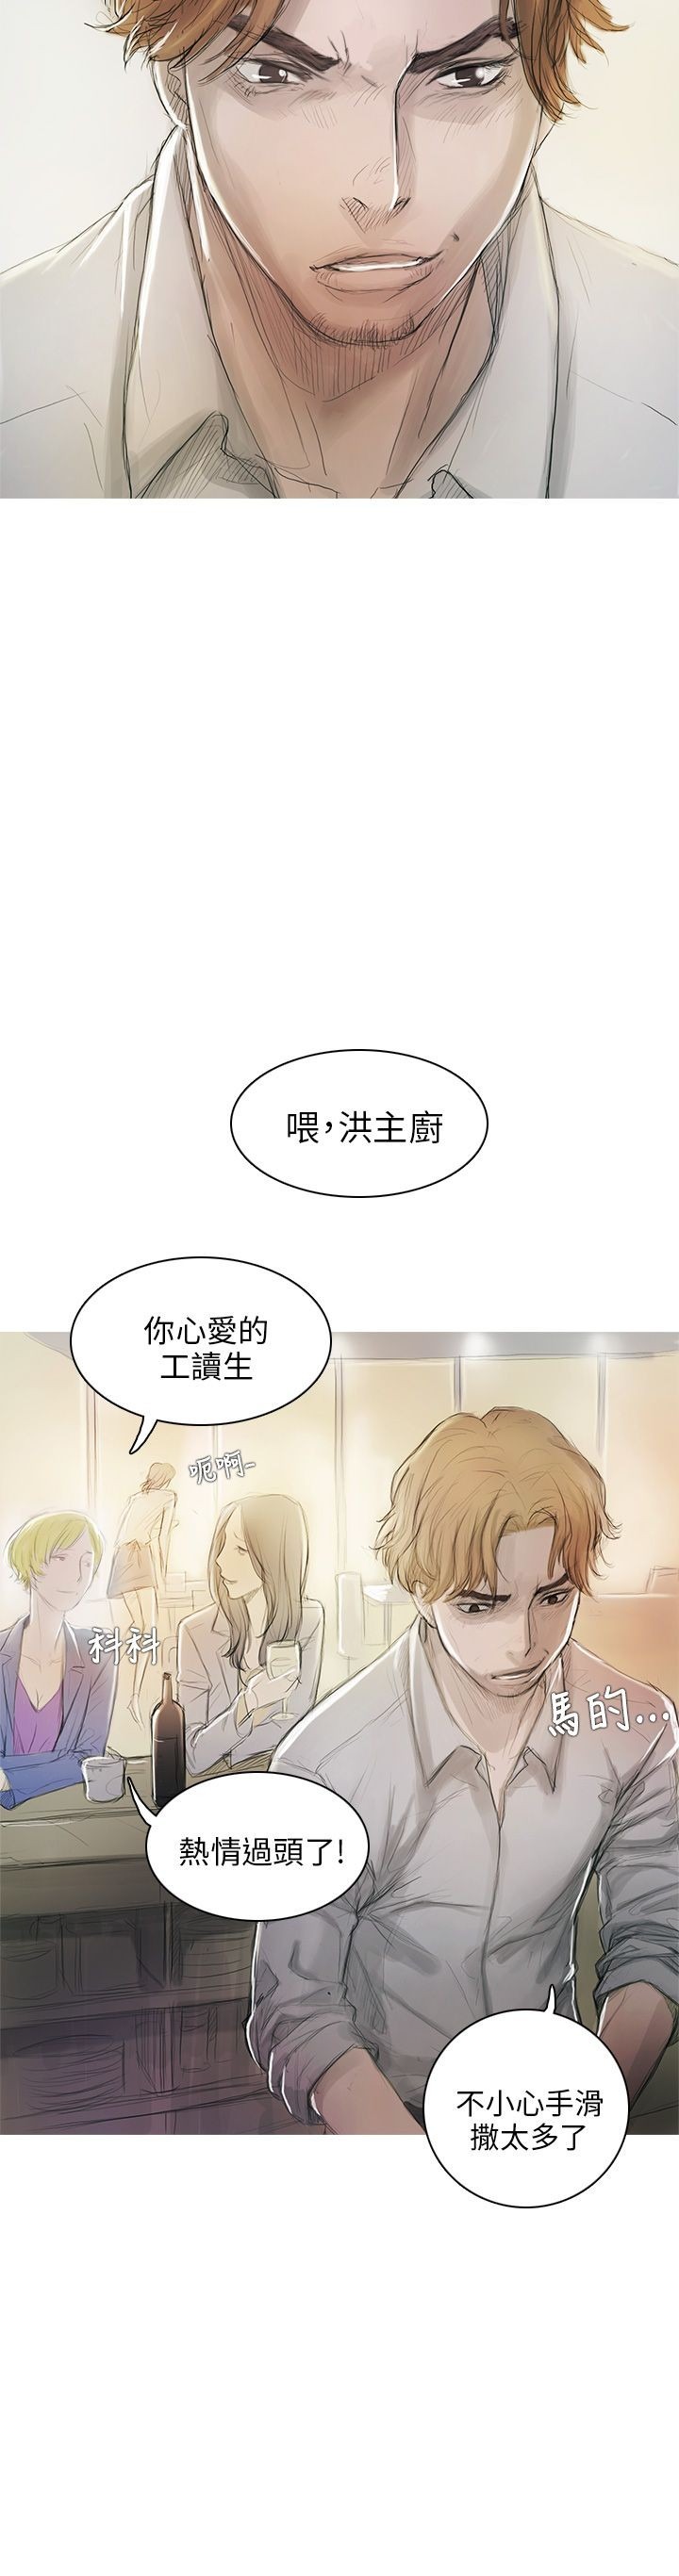 喂，洪主廚
你心愛的
工讀生
呃啊~
科科
馬的...
熱情過頭了!
不小心手滑
撒太多了